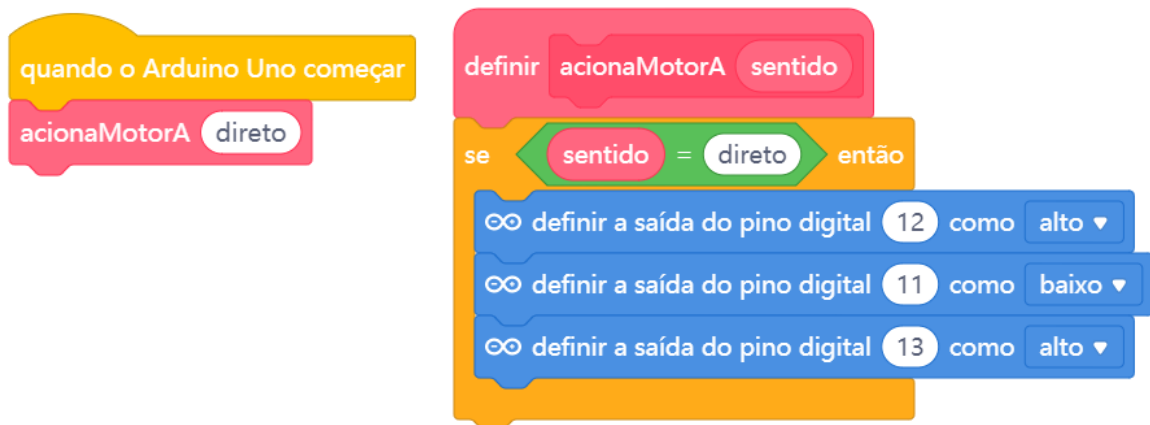 quando o Arduino Uno começar
acionaMotorA direto
definir acionaMotorA sentido
se sentido = direto então
definir a saída do pino digital 12 como alto
definir a saída do pino digital 11 como baixo
definir a saída do pino digital 13 como alto